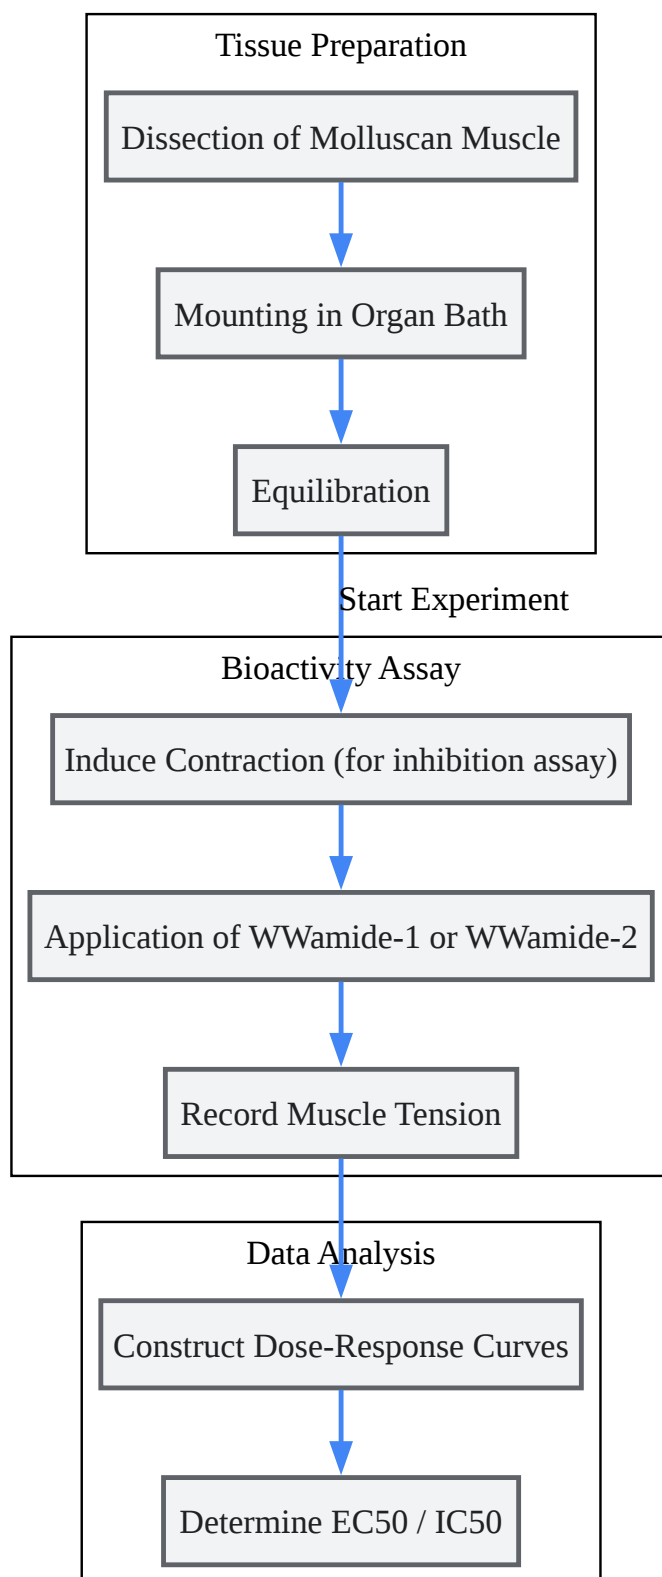 Tissue Preparation
Dissection of Molluscan Muscle
Mounting in Organ Bath
Equilibration
Start Experiment
Bioactivity Assay
Induce Contraction (for inhibition assay)
Application of WWamide-1 or WWamide-2
Record Muscle Tension
Data Analysis
Construct Dose-Response Curves
Determine EC50 / IC50